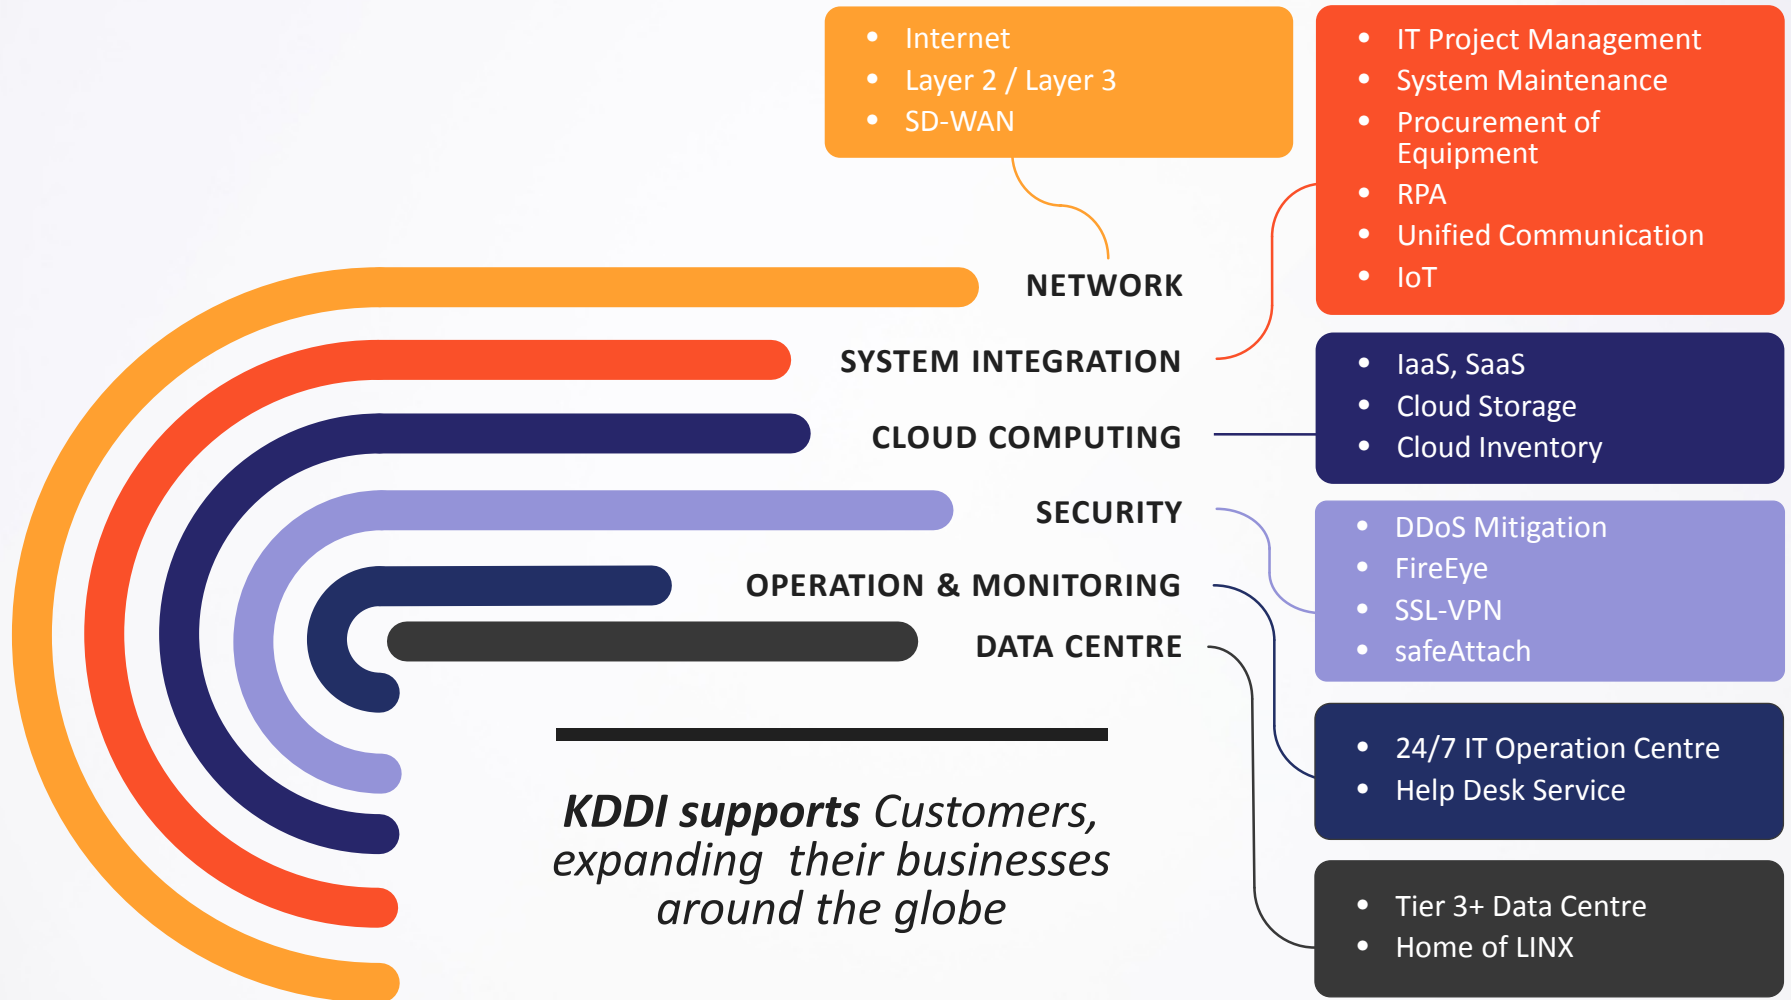 • Internet
• Layer 2 / Layer 3
• SD-WAN
• IT Project Management
• System Maintenance
• Procurement of
Equipment
• RPA
• Unified Communication
• IoT
NETWORK
SYSTEM INTEGRATION
CLOUD COMPUTING
SECURITY
OPERATION & MONITORING
DATA CENTRE
• IaaS, SaaS
• Cloud Storage
• Cloud Inventory
• DDoS Mitigation
• FireEye
• SSL-VPN
• safeAttach
• 24/7 IT Operation Centre
• Help Desk Service
• Tier 3+ Data Centre
• Home of LINX
KDDI supports Customers,
expanding  their businesses
around the globe